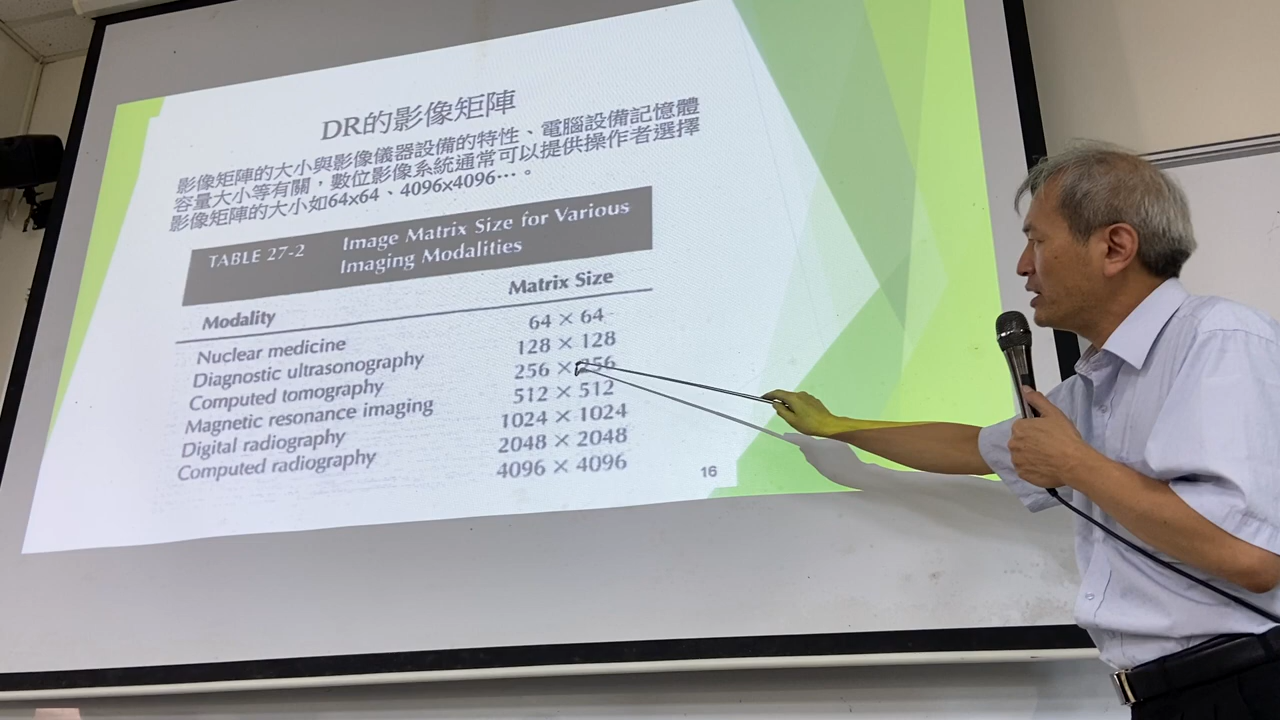 DR的影像矩陣
影像矩陣的大小與影像儀器設備的特性、電腦設備記憶體
容量大小等有關，數位影像系統通常可以提供操作者選擇
影像矩陣的大小如64x64、4096x4096…。
TABLE 27-2 Image Matrix Size for Various
Imaging Modalities
Modality Matrix Size
Nuclear medicine 64 × 64
Diagnostic ultrasonography 128 × 128
Computed tomography 256 × 256
Magnetic resonance imaging 512 × 512
Digital radiography 1024 × 1024
Computed radiography 2048 × 2048
4096 × 4096
16